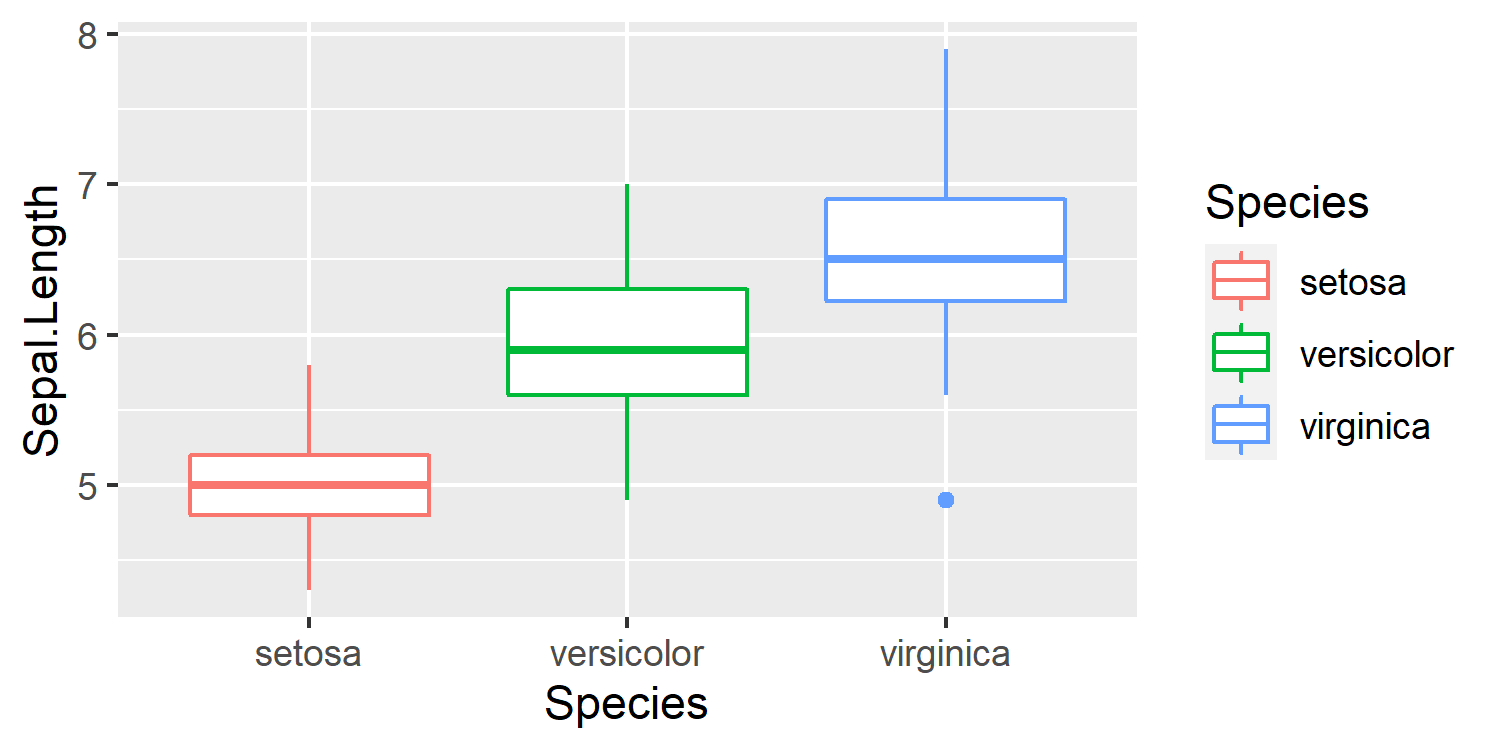 Sepal.Length
8
7
6
5
setosa versicolor virginica
Species
Species
setosa
versicolor
virginica